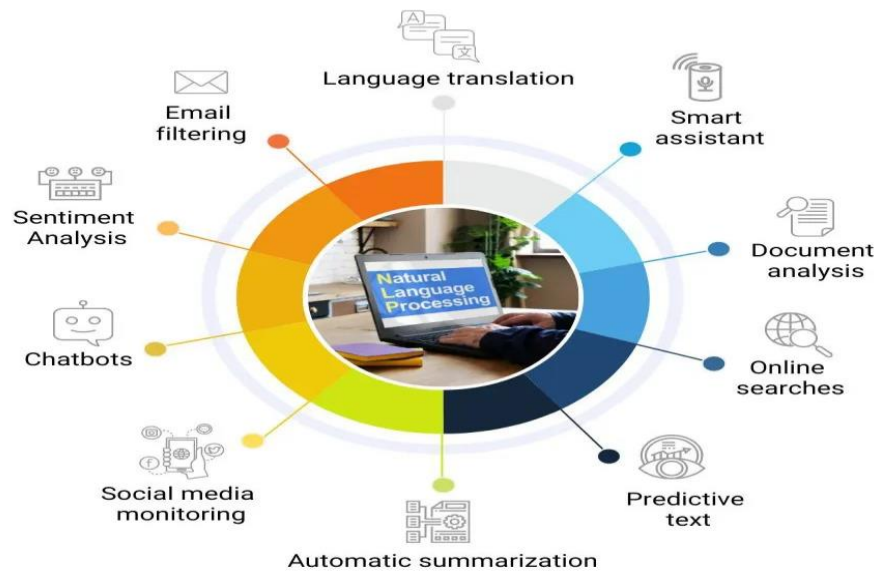 Language translation
Smart
assistant
Document
analysis
Online
searches
Predictive
text
Automatic summarization
Social media
monitoring
Chatbots
Sentiment
Analysis
Email
filtering
Natural
Language
Processing
A
文